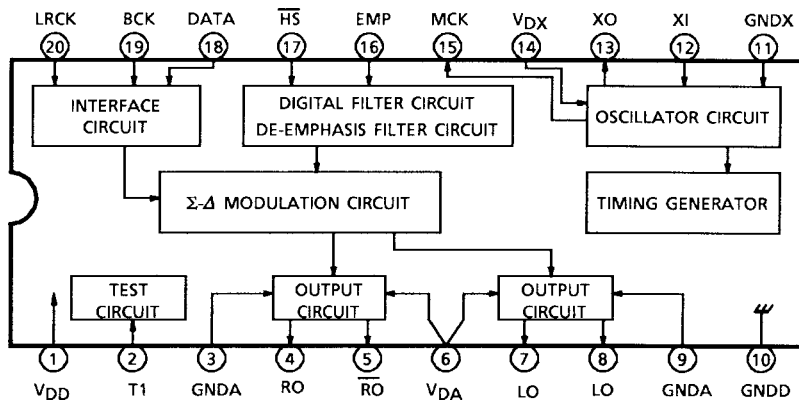 LRCK BCK DATA H̅S̅ EMP MCK VDX XO XI GNDX
20 19 18 17 16 15 14 13 12 11
INTERFACE
CIRCUIT
DIGITAL FILTER CIRCUIT
DE-EMPHASIS FILTER CIRCUIT
OSCILLATOR CIRCUIT
Σ-Δ MODULATION CIRCUIT
TIMING GENERATOR
TEST
CIRCUIT
OUTPUT
CIRCUIT
OUTPUT
CIRCUIT
1 2 3 4 5 6 7 8 9 10
VDD T1 GNDA RO R̅O̅ VDA LO LO GNDA GNDD